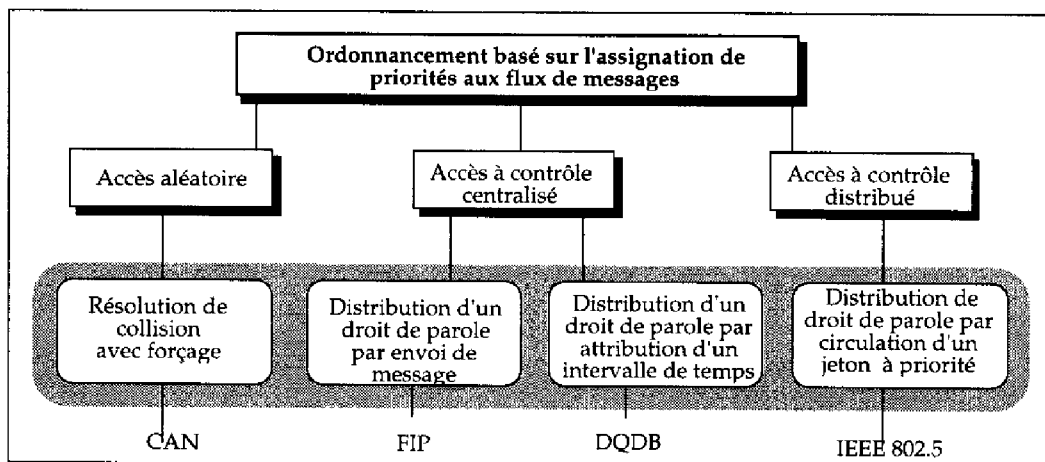 Ordonnancement basé sur l'assignation de
priorités aux flux de messages
Accès aléatoire
Accès à contrôle
centralisé
Accès à contrôle
distribué
Résolution de
collision
avec forçage
Distribution d'un
droit de parole
par envoi de
message
Distribution d'un
droit de parole par
attribution d'un
intervalle de temps
Distribution de
droit de parole par
circulation d'un
jeton à priorité
CAN
FIP
DQDB
IEEE 802.5